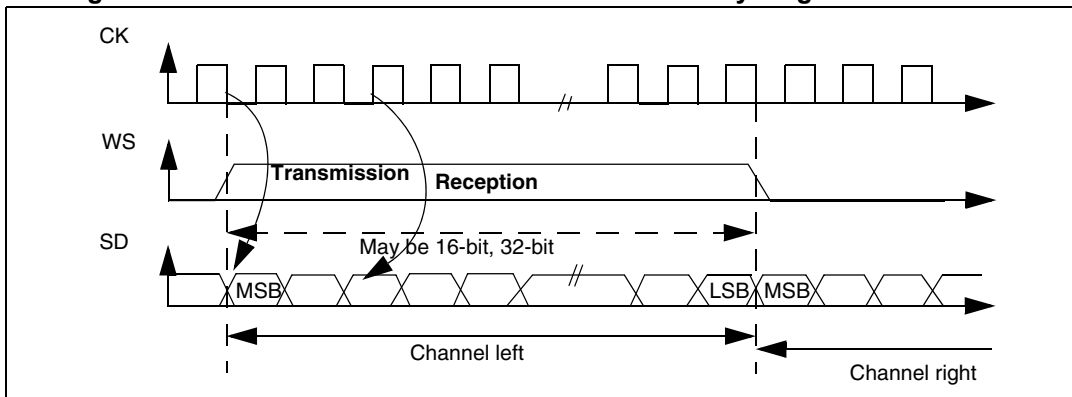 CK
WS
Transmission
Reception
SD
May be 16-bit, 32-bit
MSB
LSB
MSB
Channel left
Channel right